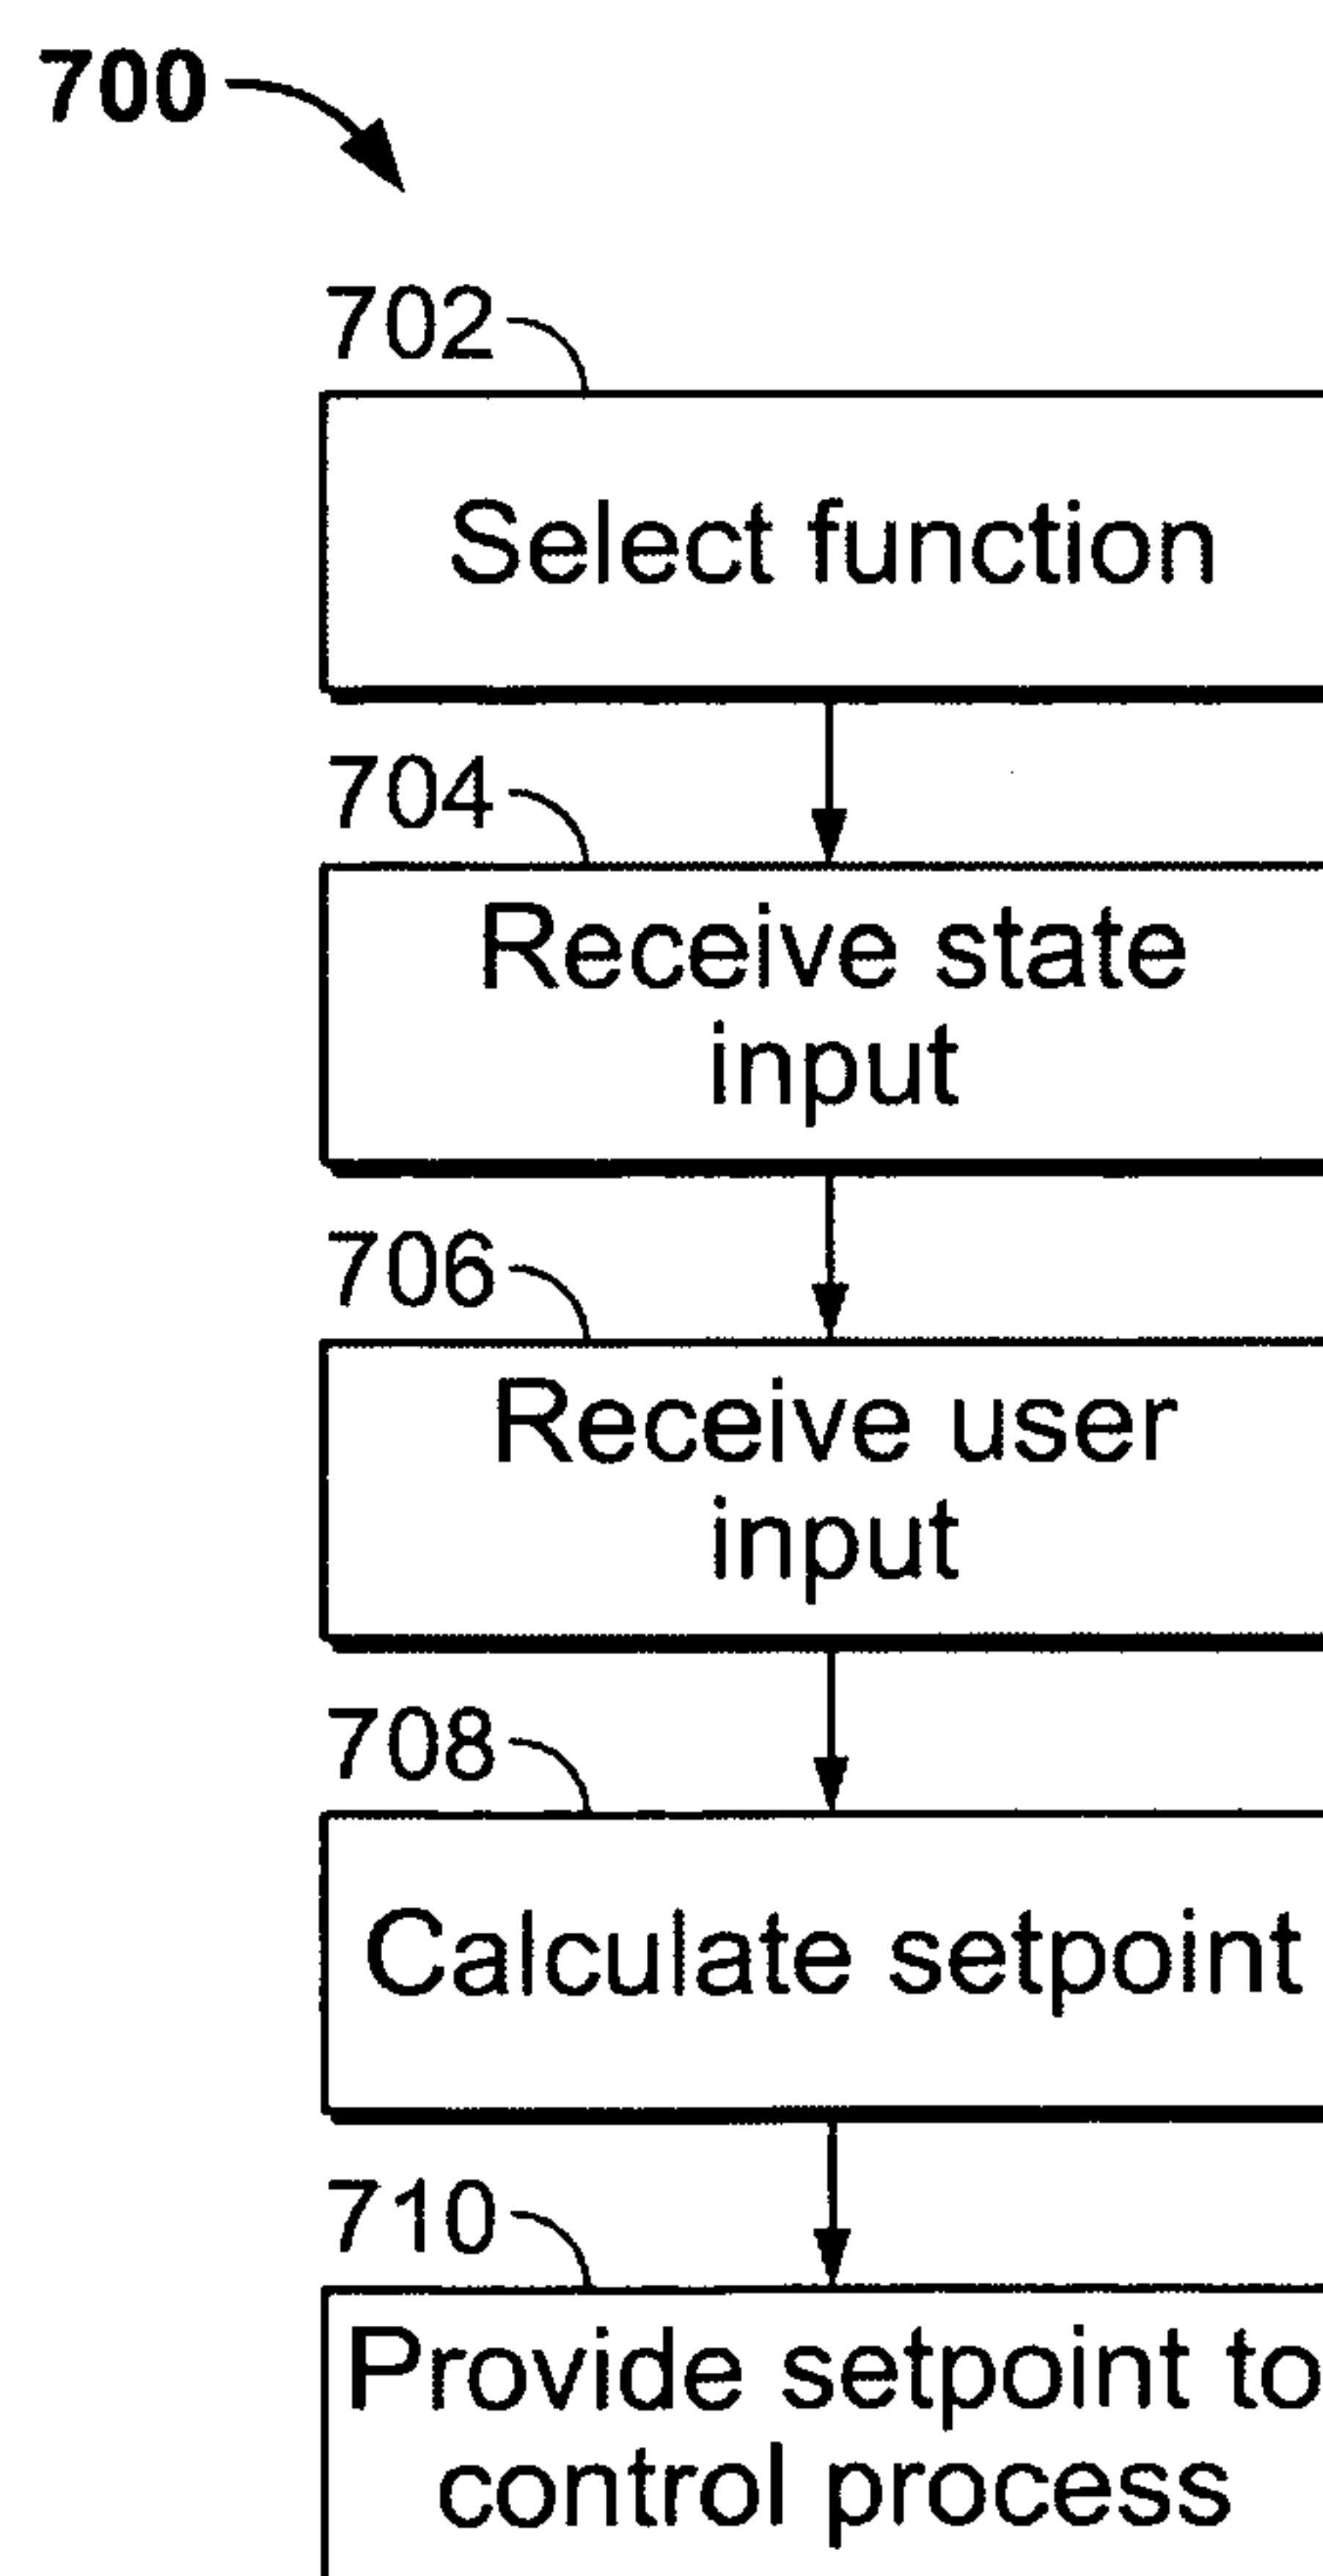 700
702
Select function
704
Receive state
input
706
Receive user
input
708
Calculate setpoint
710
Provide setpoint to
control process